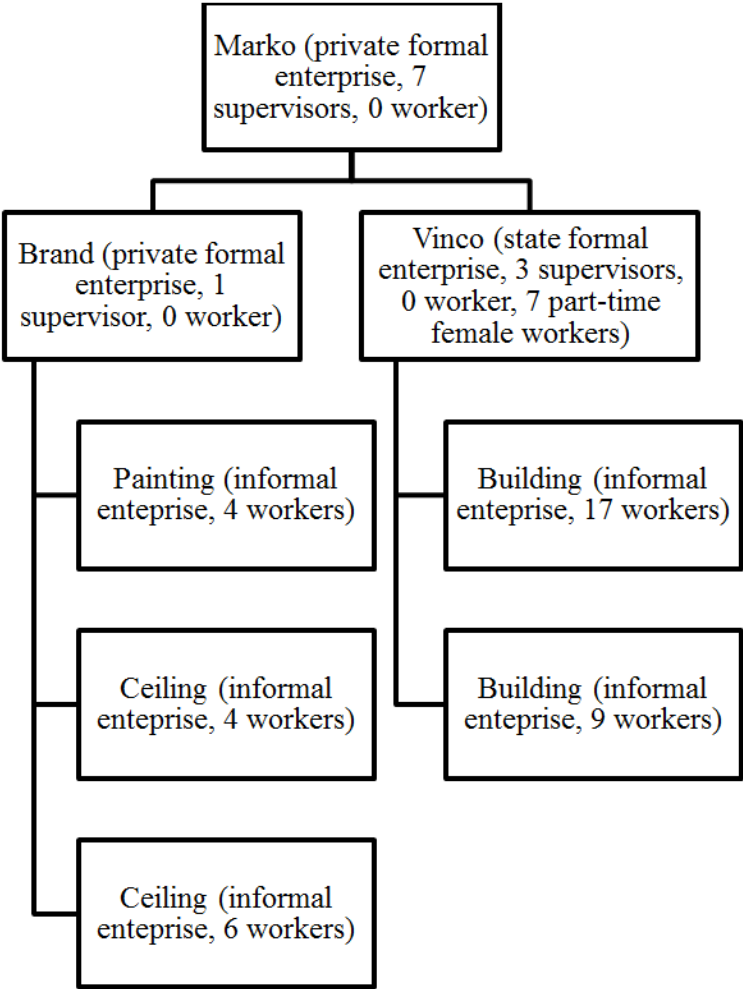 Marko (private formal
enterprise, 7
supervisors, 0 worker)
Brand (private formal
enterprise, 1
supervisor, 0 worker)
Vinco (state formal
enterprise, 3 supervisors,
0 worker, 7 part-time
female workers)
Painting (informal
enteprise, 4 workers)
Ceiling (informal
enteprise, 4 workers)
Ceiling (informal
enteprise, 6 workers)
Building (informal
enteprise, 17 workers)
Building (informal
enteprise, 9 workers)